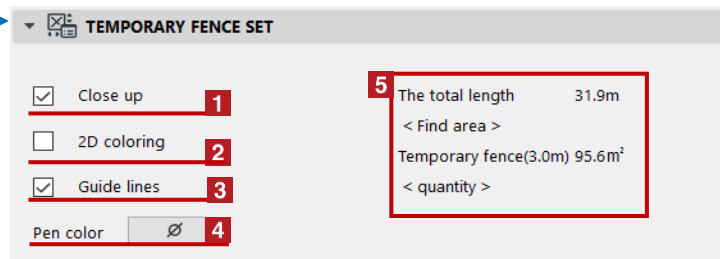 TEMPORARY FENCE SET
Close up 1
2D coloring 2
Guide lines 3
Pen color Ø 4
5
The total length 31.9m
< Find area >
Temporary fence(3.0m) 95.6m²
< quantity >